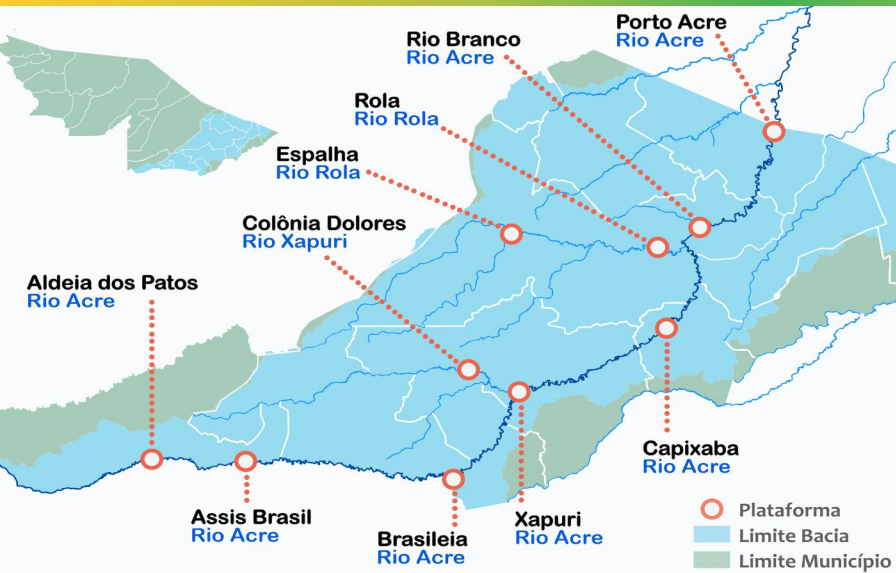 Porto Acre
Rio Acre
Rio Branco
Rio Acre
Rola
Rio Rola
Espalha
Rio Rola
Colônia Dolores
Rio Xapuri
Aldeia dos Patos
Rio Acre
Capixaba
Rio Acre
Assis Brasil
Rio Acre
Brasileia
Rio Acre
Xapuri
Rio Acre
Plataforma
Limite Bacia
Limite Município